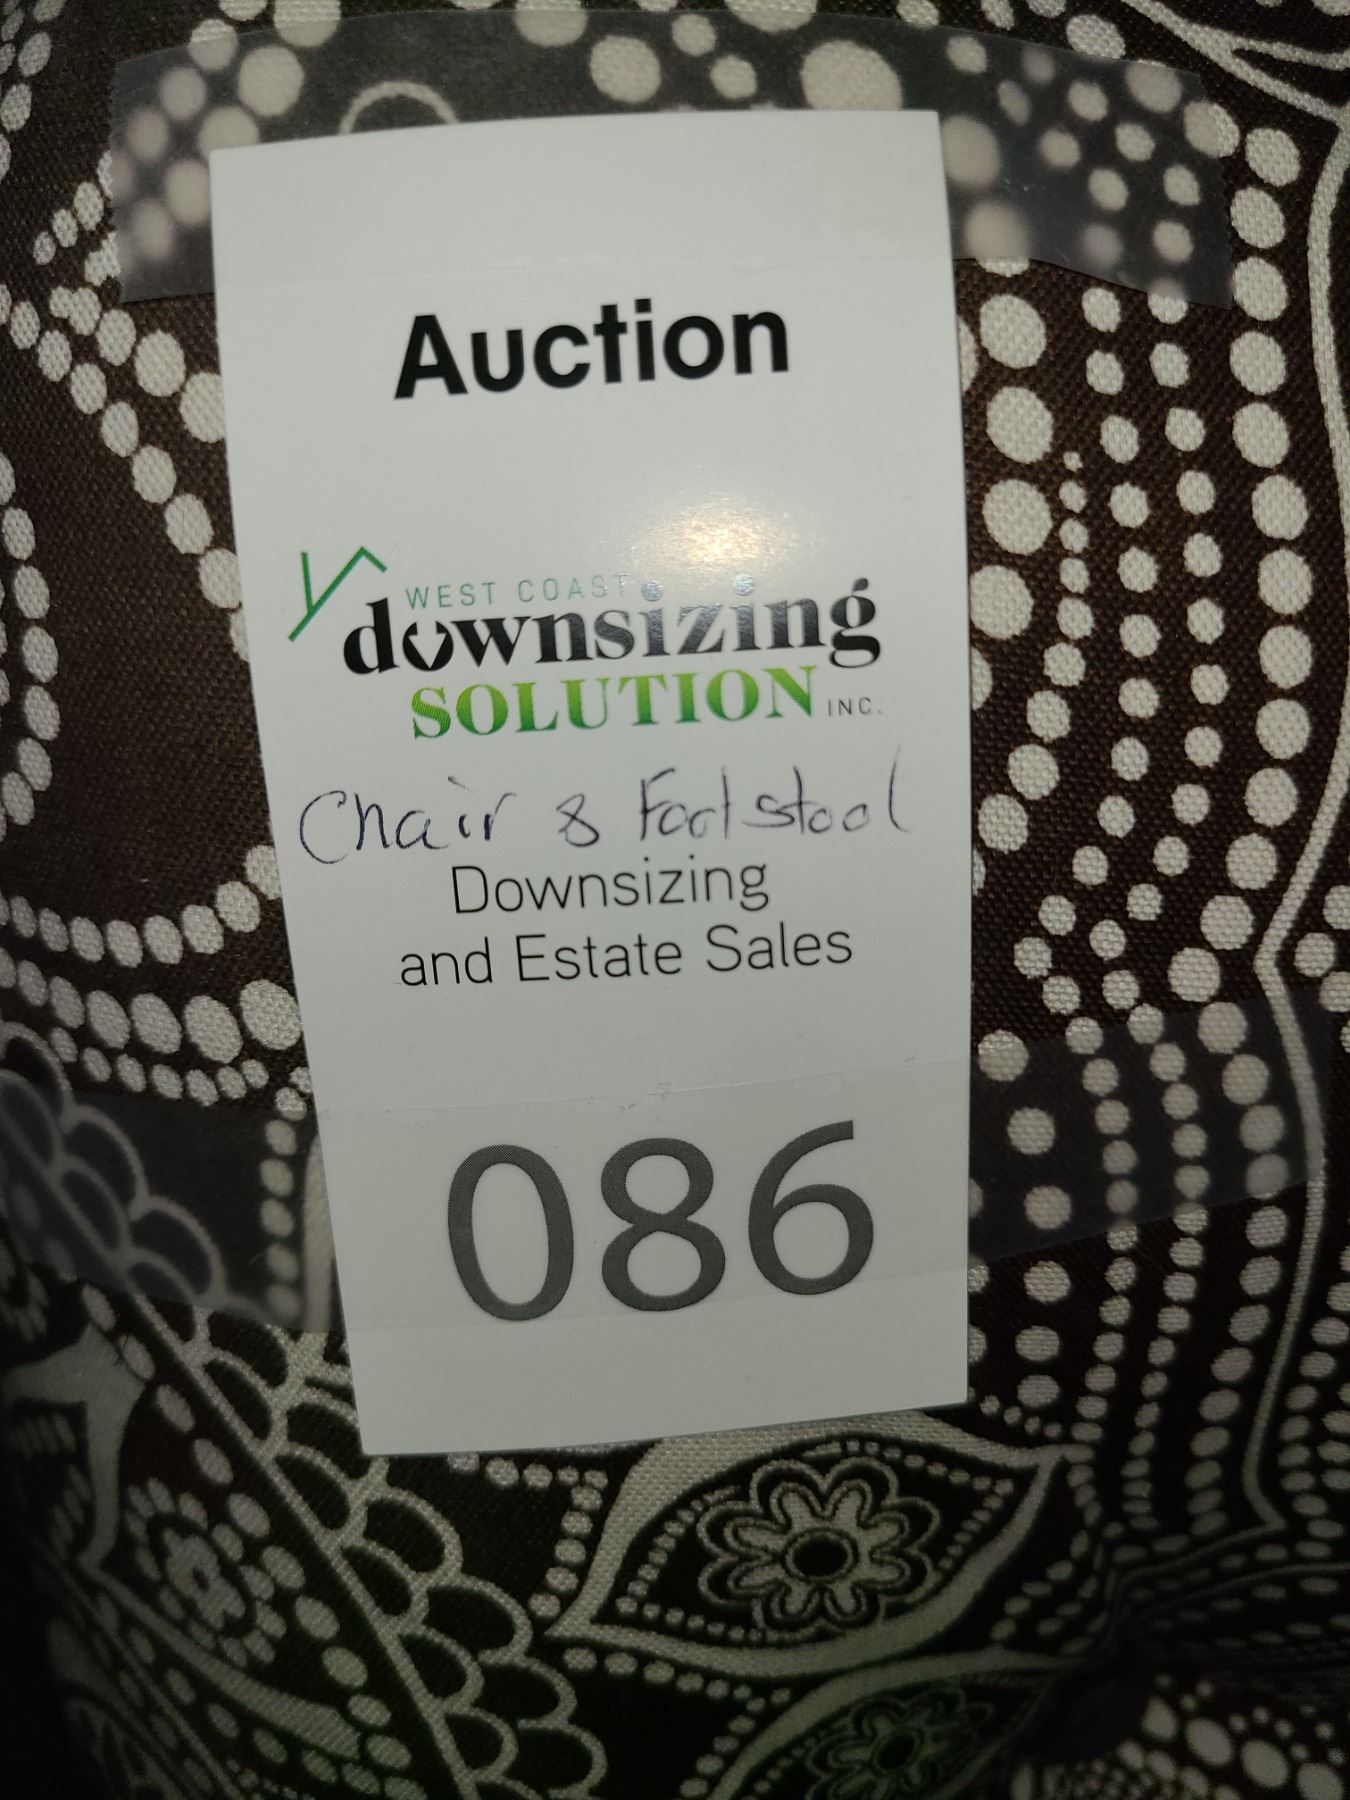 Auction
WEST COAST
downsizing
SOLUTION INC.
Chair & Footstool
Downsizing
and Estate Sales
086